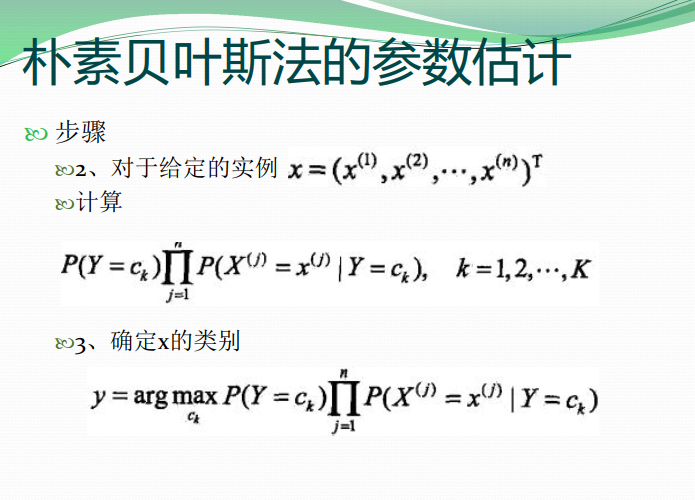 朴素贝叶斯法的参数估计
步骤
2、对于给定的实例 x = (x^(1), x^(2), ⋯, x^(n))^T
计算
P(Y = c_k) ∏_{j=1}^{n} P(X^(j) = x^(j) | Y = c_k), k = 1, 2, ⋯, K
3、确定x的类别
y = arg max_{c_k} P(Y = c_k) ∏_{j=1}^{n} P(X^(j) = x^(j) | Y = c_k)